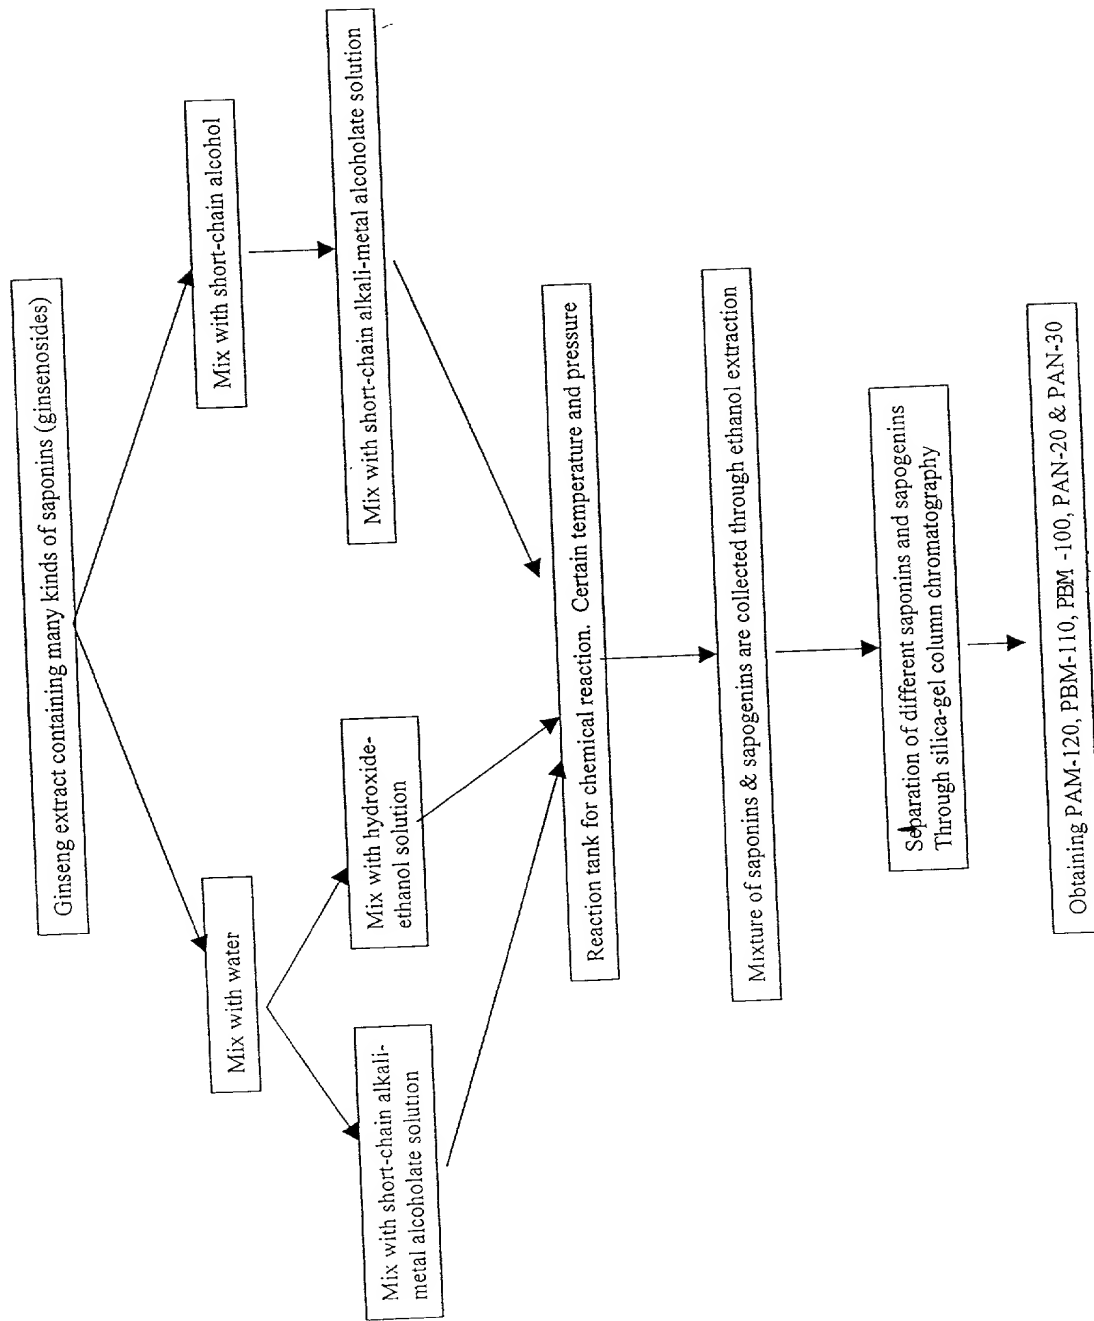 Ginseng extract containing many kinds of saponins (ginsenosides)
Mix with water
Mix with short-chain alcohol
Mix with short-chain alkali-
metal alcoholate solution
Mix with hydroxide-
ethanol solution
Mix with short-chain alkali-metal alcoholate solution
Reaction tank for chemical reaction. Certain temperature and pressure
Mixture of saponins & sapogenins are collected through ethanol extraction
Separation of different saponins and sapogenins
Through silica-gel column chromatography
Obtaining PAM-120, PBM-110, PBM -100, PAN-20 & PAN-30